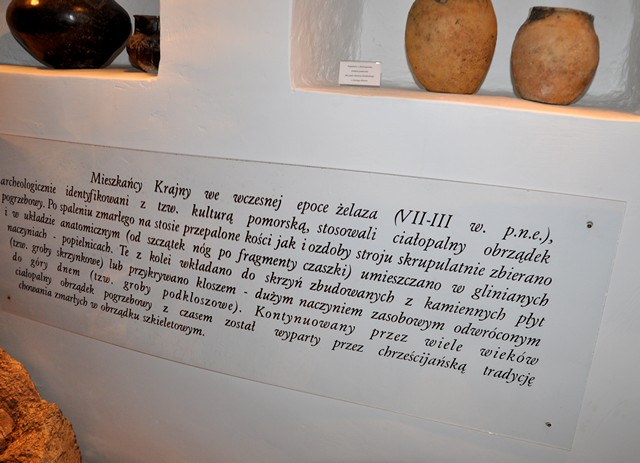 Mieszkańcy Krajny we wczesnej epoce żelaza (VII-III w. p.n.e.),
archeologicznie identyfikowani z tzw. kulturą pomorską, stosowali ciałopalny obrządek
pogrzebowy. Po spaleniu zmarłego na stosie przepalone kości jak i ozdoby stroju skrupulatnie zbierano
i w układzie anatomicznym (od szczątek nóg po fragmenty czaszki) umieszczano w glinianych
naczyniach - popielnicach. Te z kolei wkładano do skrzyń zbudowanych z kamiennych płyt
(tzw. groby skrzynkowe) lub przykrywano kloszem - dużym naczyniem zasobowym odwróconym
do góry dnem (tzw. groby podkloszowe). Kontynuowany przez wiele wieków
ciałopalny obrządek pogrzebowy z czasem został wyparty przez chrześcijańską tradycję
chowania zmarłych w obrządku szkieletowym.